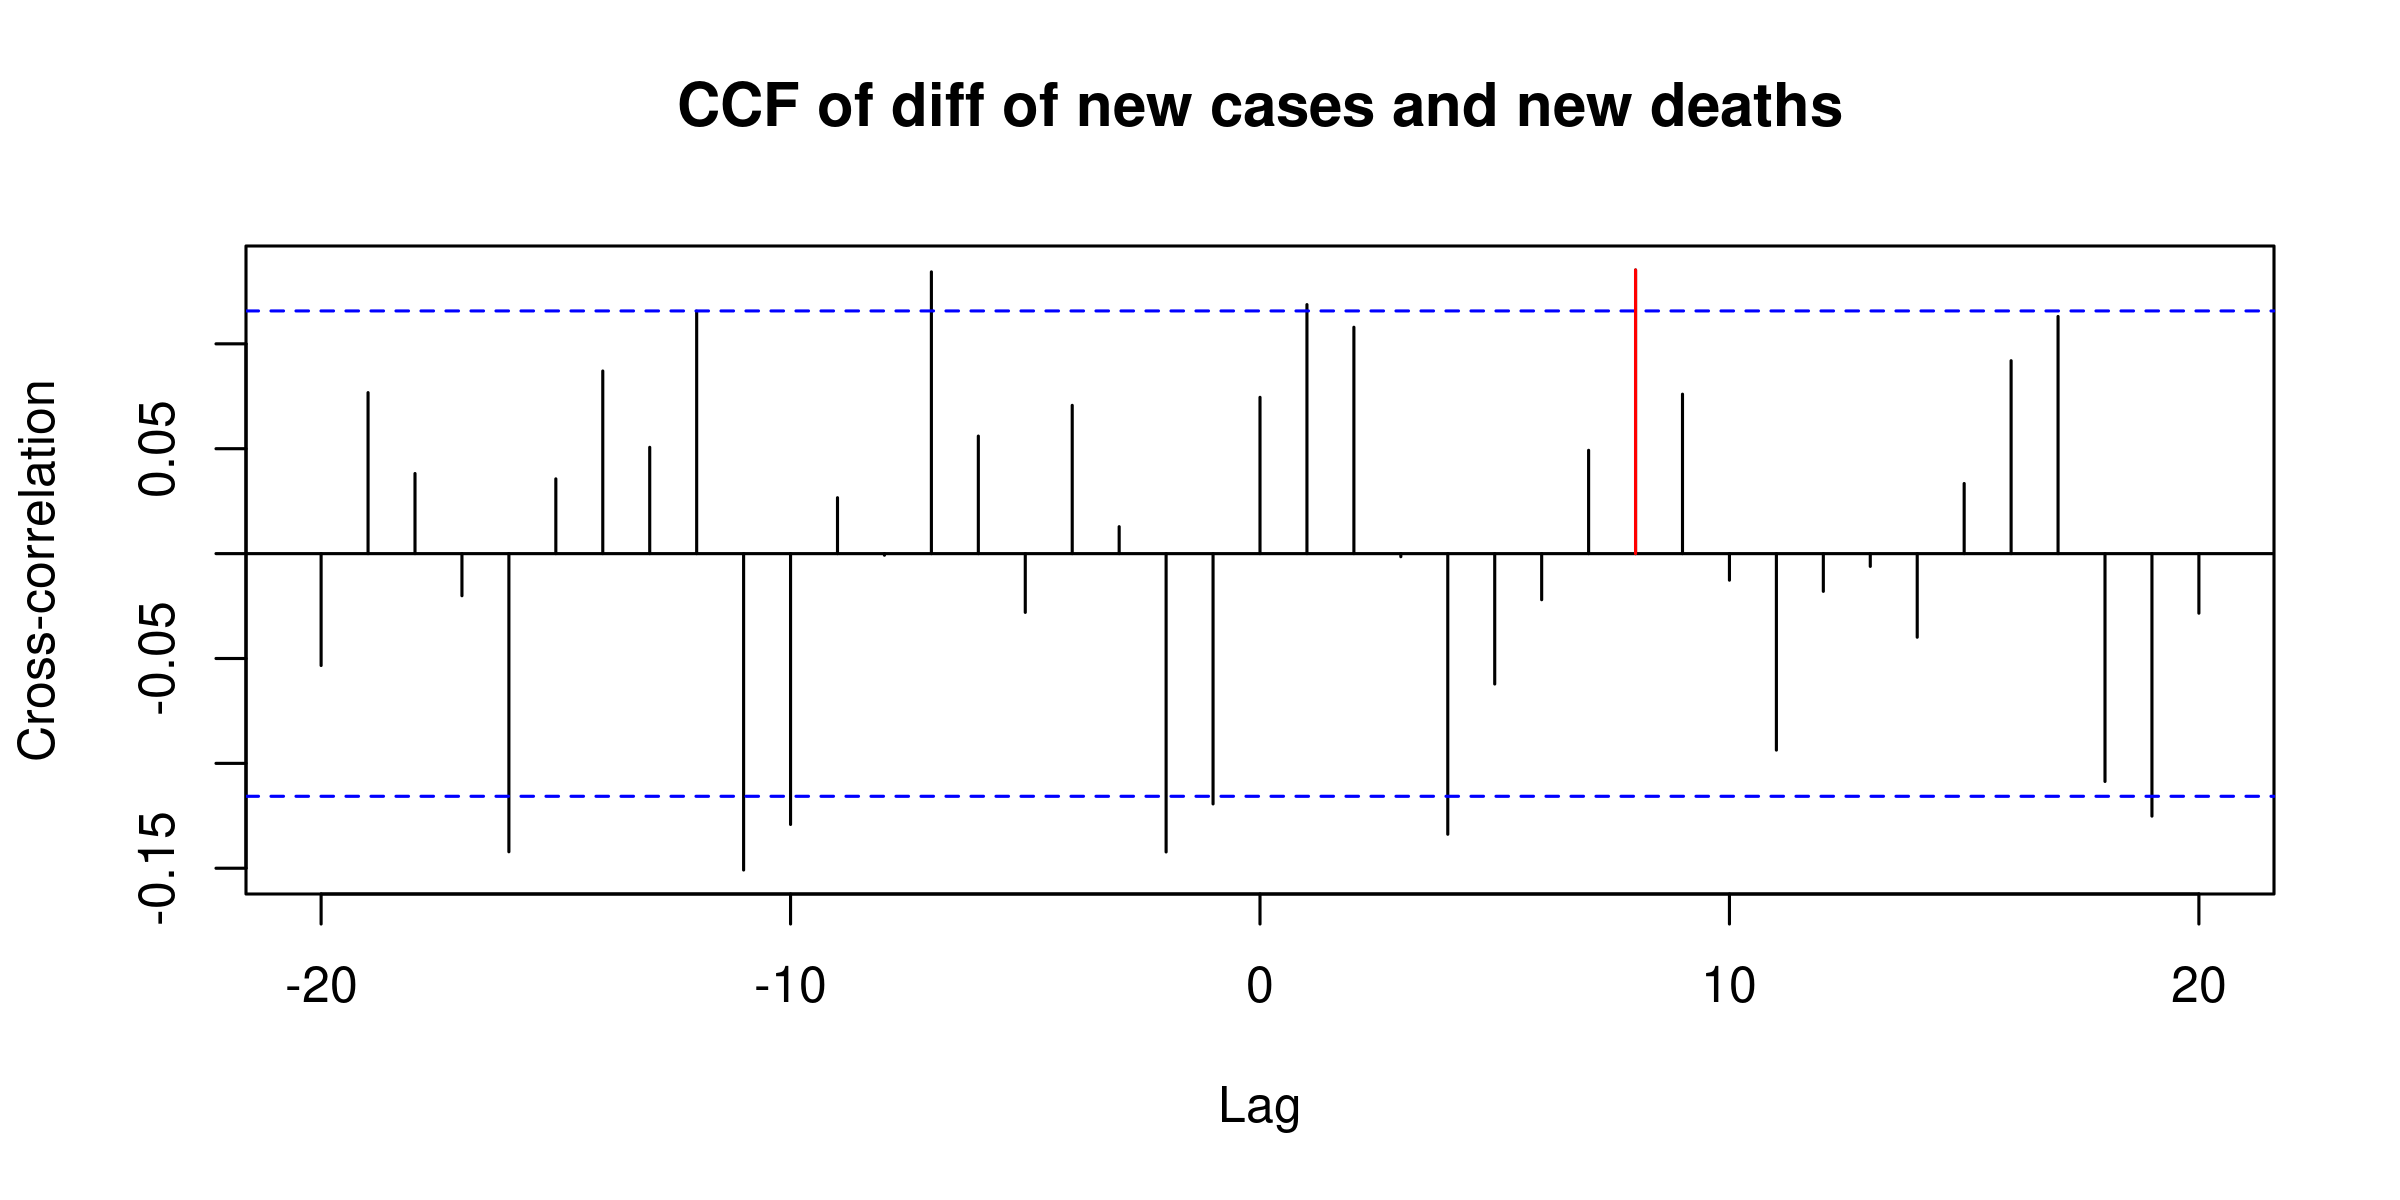 CCF of diff of new cases and new deaths
Cross-correlation
0.05
-0.05
-0.15
-20 -10 0 10 20
Lag